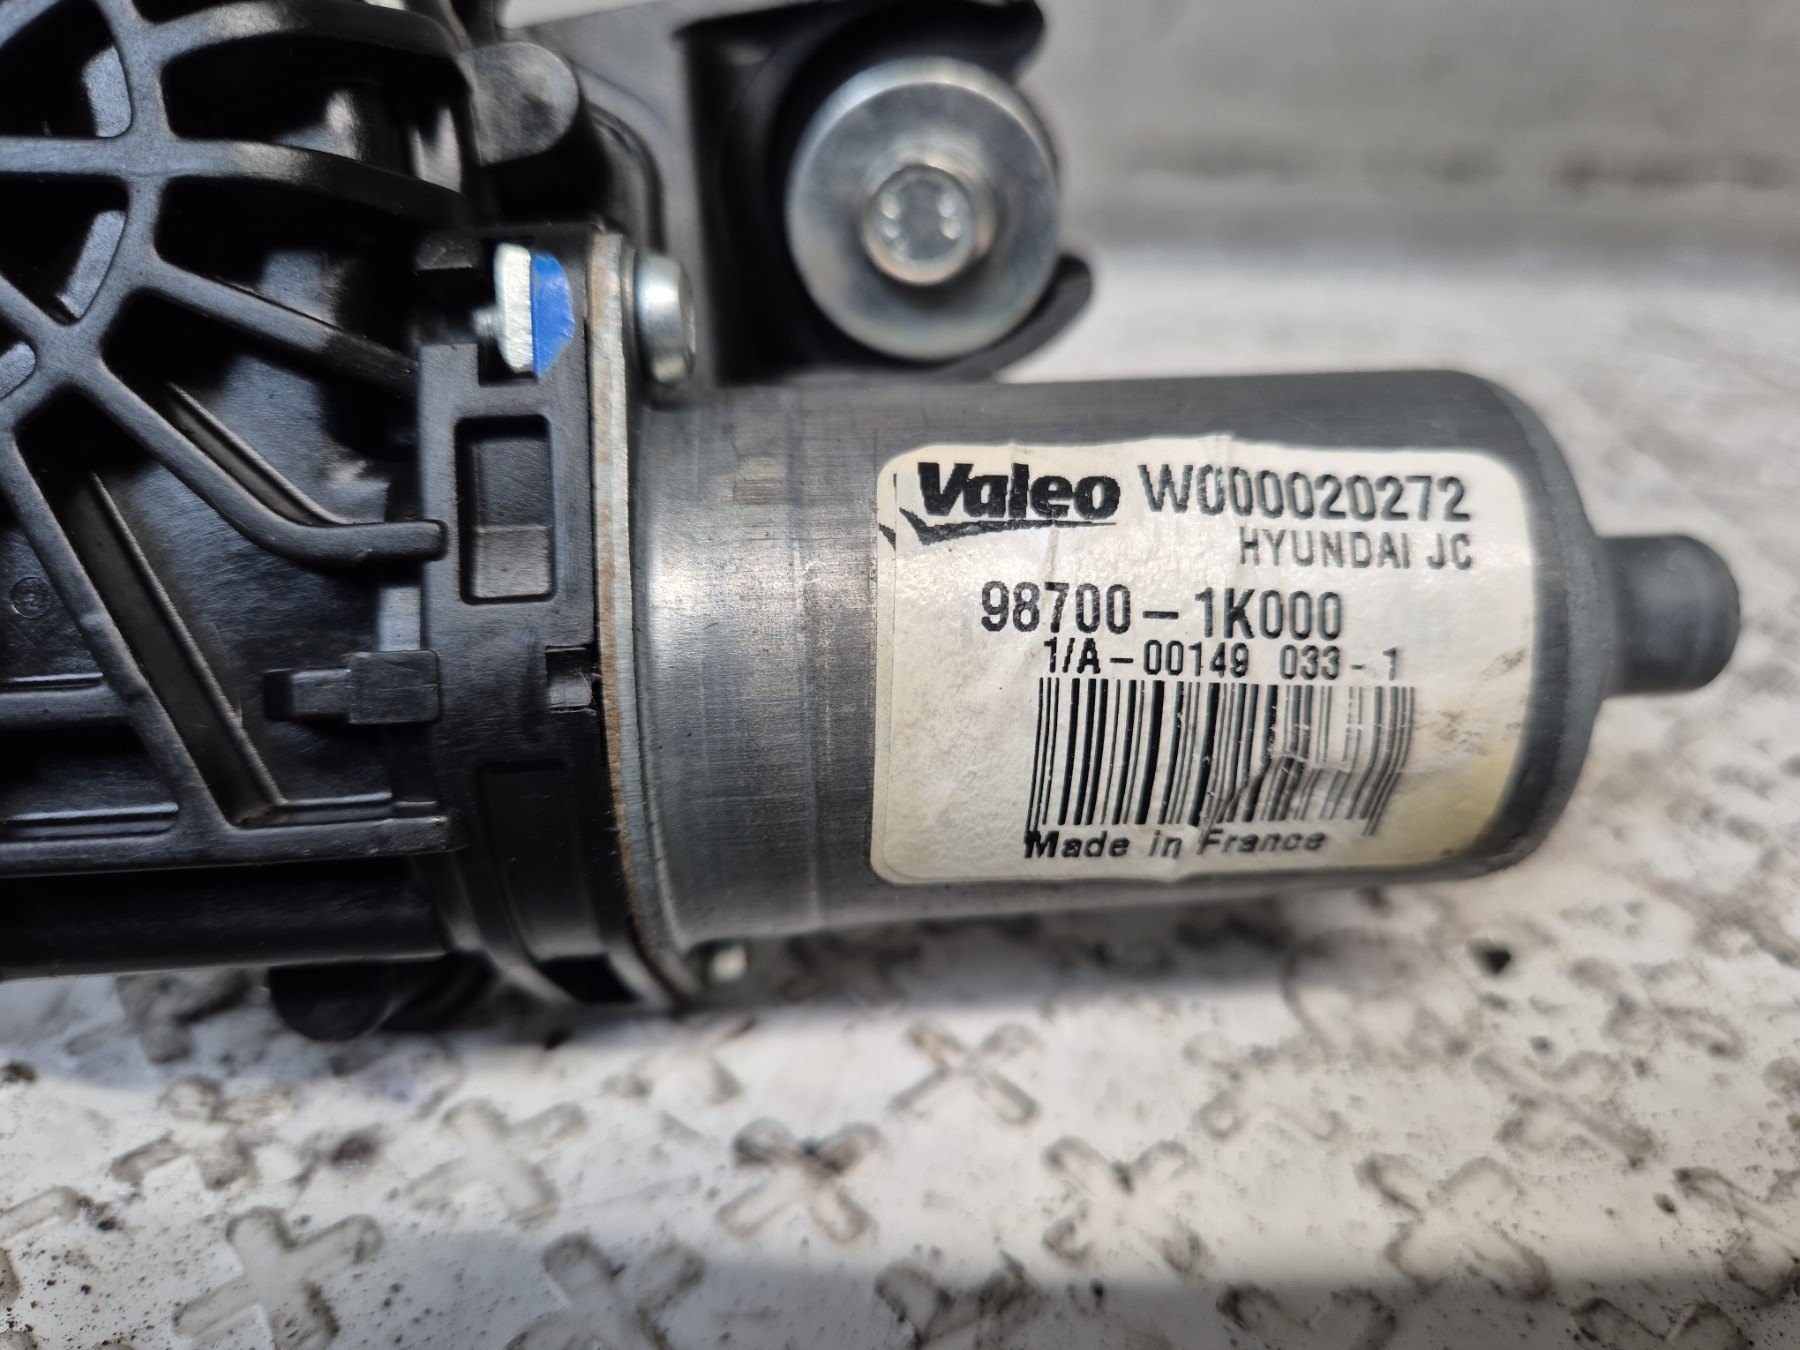 Valeo W000020272
HYUNDAI JC
98700-1K000
1/A-00149 033-1
Made in France